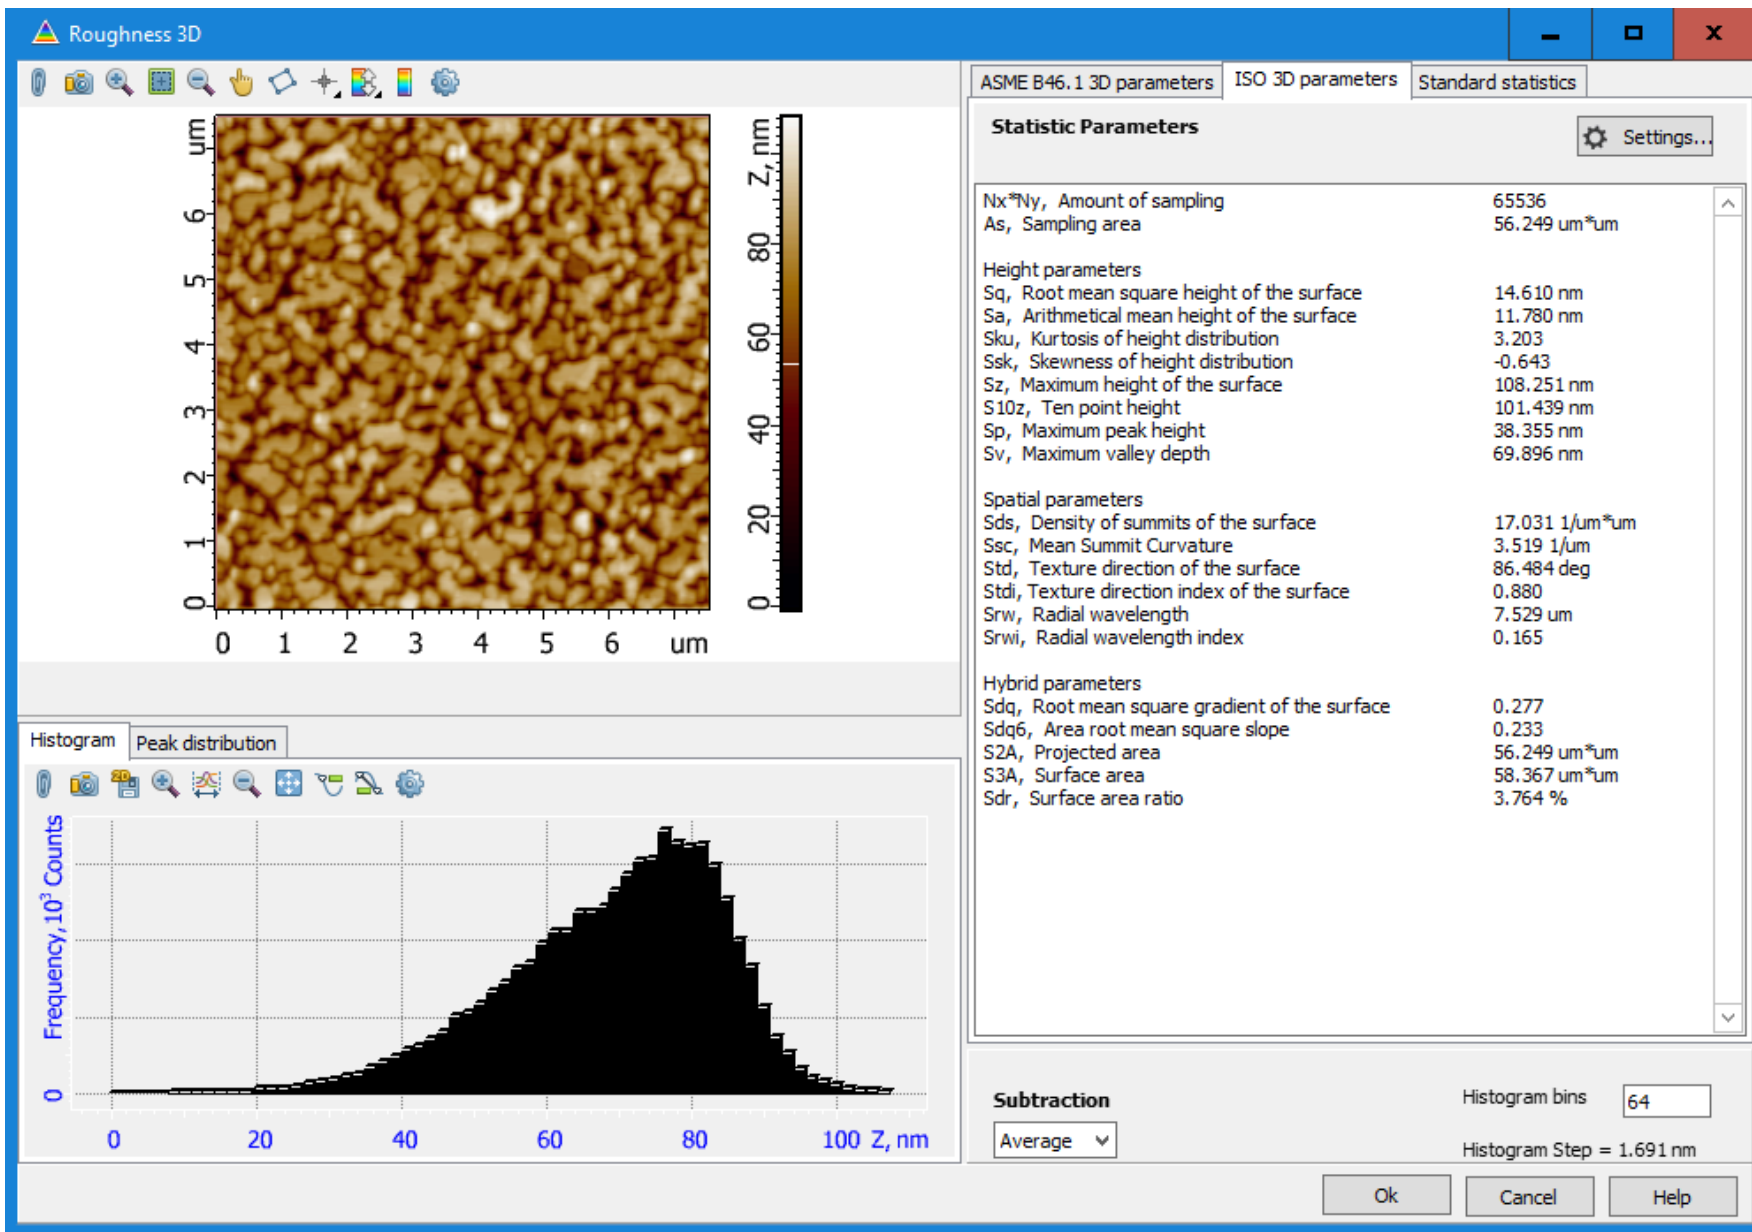 Roughness 3D
ASME B46.1 3D parameters
ISO 3D parameters
Standard statistics
Statistic Parameters
Settings...
Nx*Ny, Amount of sampling 65536
As, Sampling area 56.249 um*um
Height parameters
Sq, Root mean square height of the surface 14.610 nm
Sa, Arithmetical mean height of the surface 11.780 nm
Sku, Kurtosis of height distribution 3.203
Ssk, Skewness of height distribution -0.643
Sz, Maximum height of the surface 108.251 nm
S10z, Ten point height 101.439 nm
Sp, Maximum peak height 38.355 nm
Sv, Maximum valley depth 69.896 nm
Spatial parameters
Sds, Density of summits of the surface 17.031 1/um*um
Ssc, Mean Summit Curvature 3.519 1/um
Std, Texture direction of the surface 86.484 deg
Stdi, Texture direction index of the surface 0.880
Srw, Radial wavelength 7.529 um
Srwi, Radial wavelength index 0.165
Hybrid parameters
Sdq, Root mean square gradient of the surface 0.277
Sdq6, Area root mean square slope 0.233
S2A, Projected area 56.249 um*um
S3A, Surface area 58.367 um*um
Sdr, Surface area ratio 3.764 %
um
6
5
4
3
2
1
0
0 1 2 3 4 5 6 um
Z, nm
80
60
40
20
0
Histogram
Peak distribution
2D
Frequency,10³ Counts
0
0 20 40 60 80 100 Z, nm
Subtraction
Average
Histogram bins 64
Histogram Step = 1.691 nm
Ok
Cancel
Help